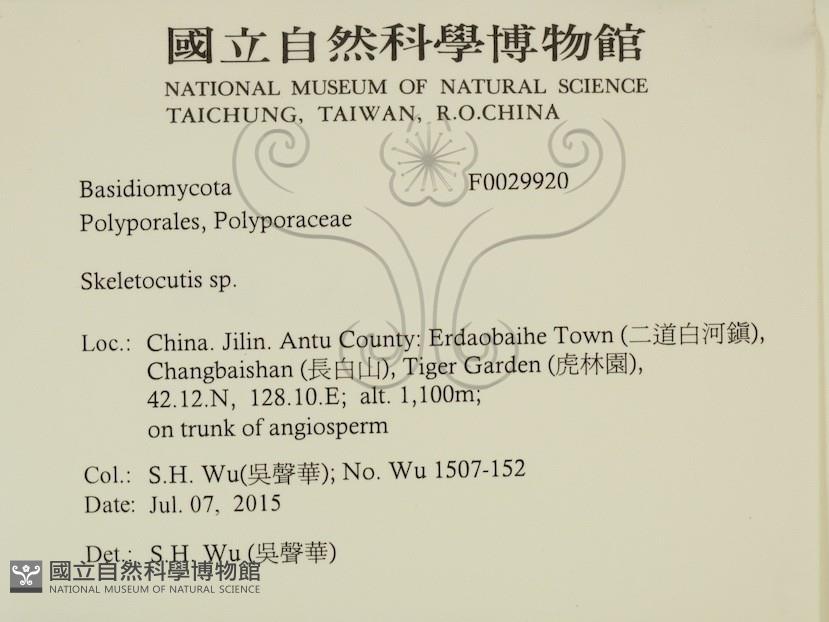 國立自然科學博物館
NATIONAL MUSEUM OF NATURAL SCIENCE
TAICHUNG, TAIWAN, R.O.CHINA
Basidiomycota F0029920
Polyporales, Polyporaceae
Skeletocutis sp.
Loc.: China. Jilin. Antu County: Erdaobaihe Town (二道白河鎭),
Changbaishan (長白山), Tiger Garden (虎林園),
42.12.N, 128.10.E; alt. 1,100m;
on trunk of angiosperm
Col.: S.H. Wu(吳聲華); No. Wu 1507-152
Date: Jul. 07, 2015
Det.: S.H. Wu (吳聲華)
國立自然科學博物館
NATIONAL MUSEUM OF NATURAL SCIENCE